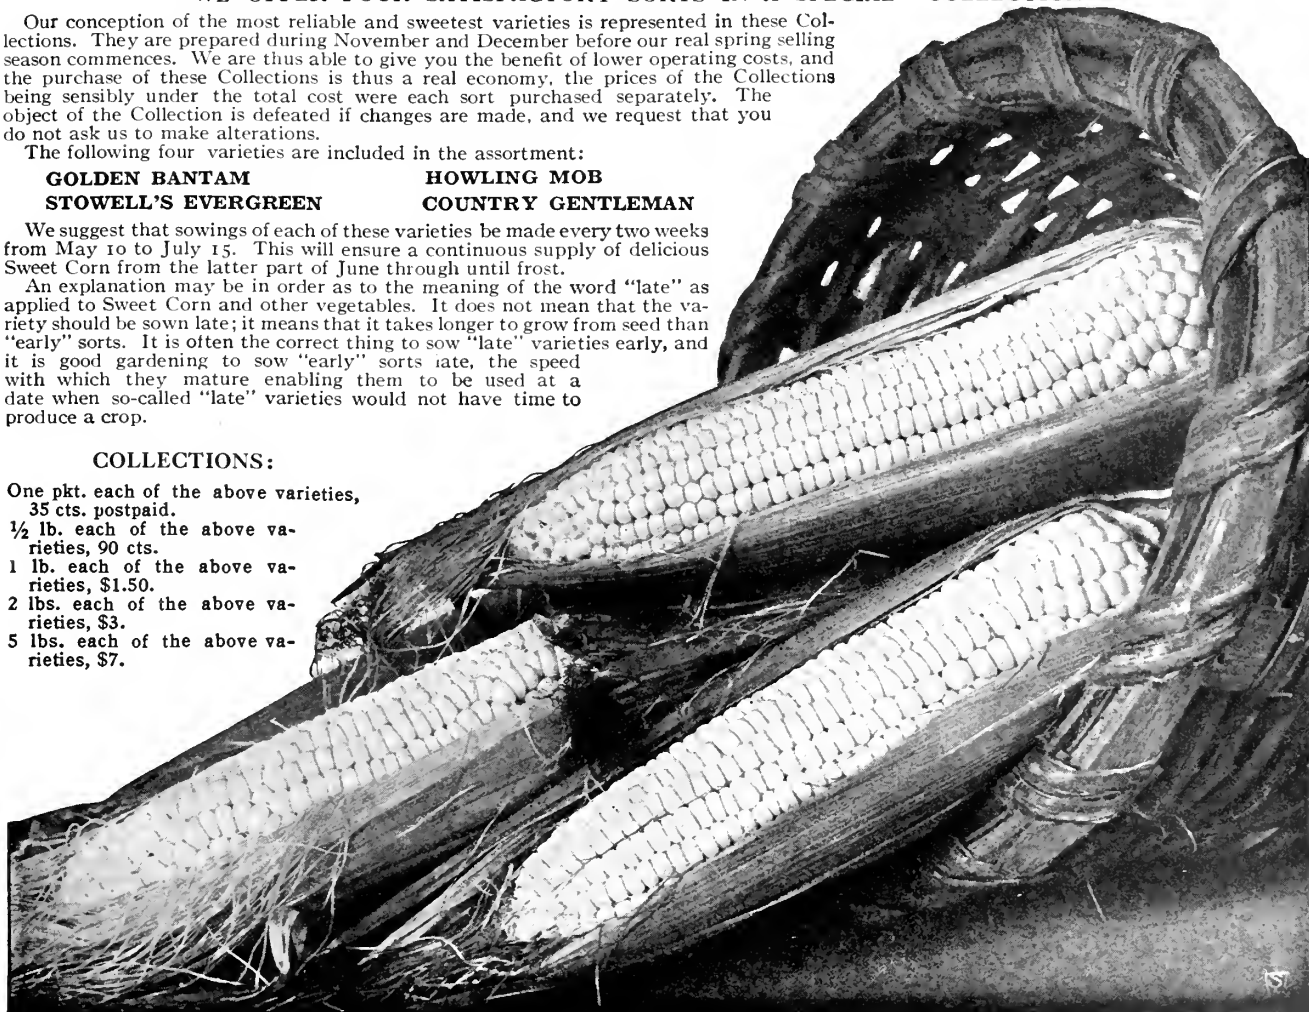 Our conception of the most reliable and sweetest varieties is represented in these Col-
lections. They are prepared during November and December before our real spring selling
season commences. We are thus able to give you the benefit of lower operating costs, and
the purchase of these Collections is thus a real economy, the prices of the Collections
being sensibly under the total cost were each sort purchased separately. The
object of the Collection is defeated if changes are made, and we request that you
do not ask us to make alterations.
The following four varieties are included in the assortment:
GOLDEN BANTAM HOWLING MOB
STOWELL'S EVERGREEN COUNTRY GENTLEMAN
We suggest that sowings of each of these varieties be made every two weeks
from May 10 to July 15. This will ensure a continuous supply of delicious
Sweet Corn from the latter part of June through until frost.
An explanation may be in order as to the meaning of the word "late" as
applied to Sweet Corn and other vegetables. It does not mean that the va-
riety should be sown late; it means that it takes longer to grow from seed than
"early" sorts. It is often the correct thing to sow "late" varieties early, and
it is good gardening to sow "early" sorts late, the speed
with which they mature enabling them to be used at a
date when so-called "late" varieties would not have time to
produce a crop.
COLLECTIONS:
One pkt. each of the above varieties,
35 cts. postpaid.
½ lb. each of the above va-
rieties, 90 cts.
1 lb. each of the above va-
rieties, $1.50.
2 lbs. each of the above va-
rieties, $3.
5 lbs. each of the above va-
rieties, $7.